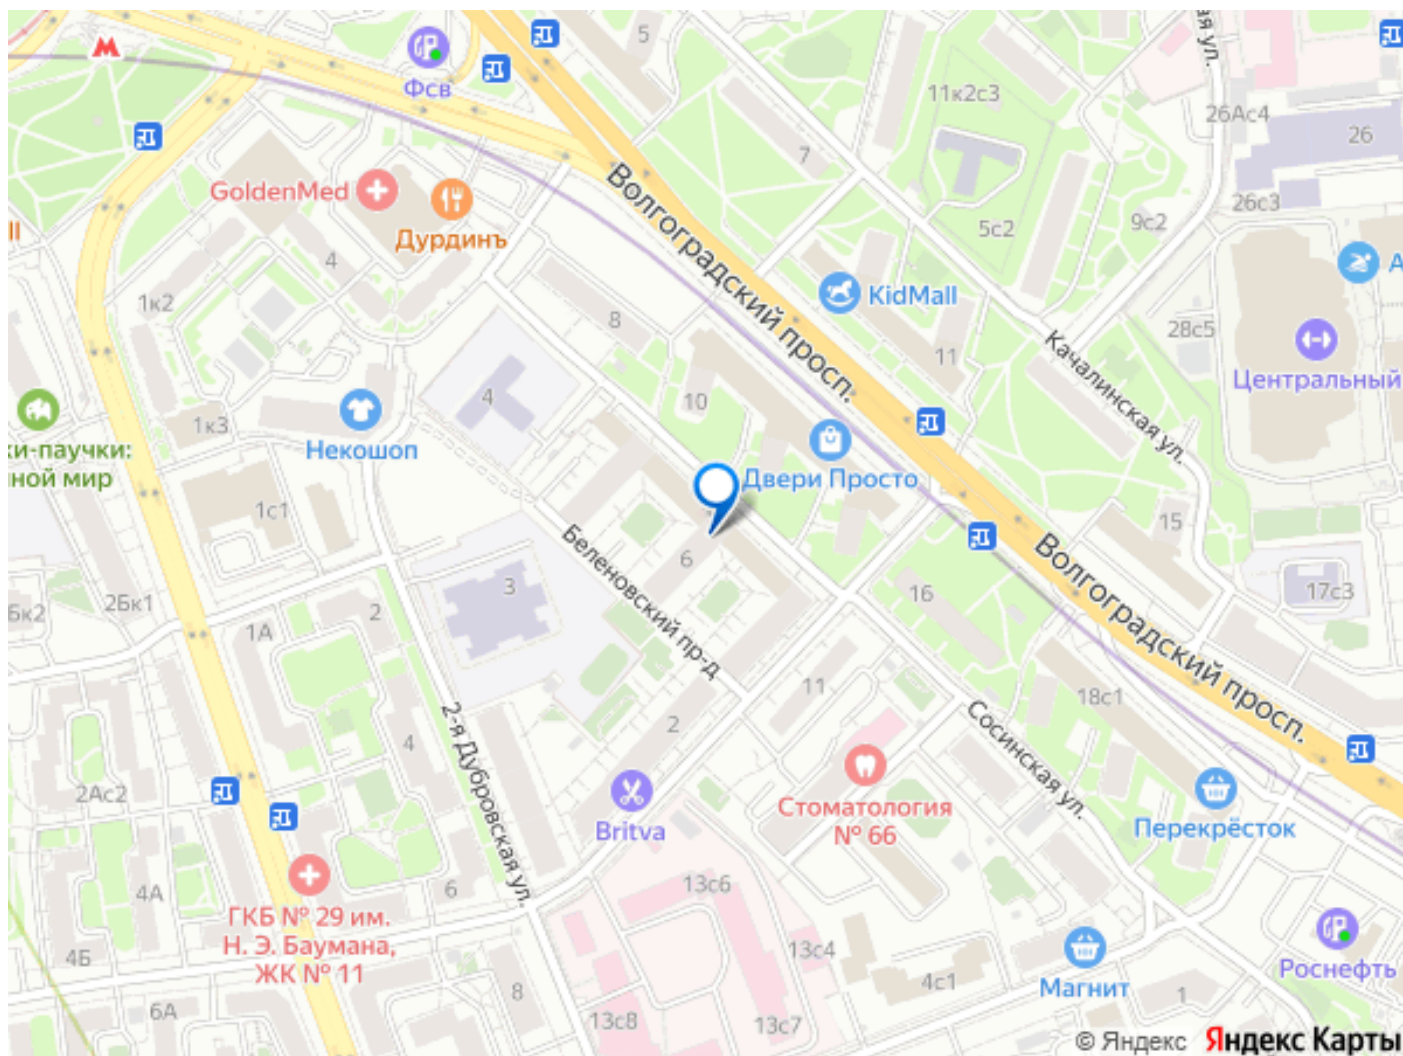 5
Фсв
11к2с3
26Ас4
26
7
GoldenMed
Дурдинъ
ll
4
26с3
9с2
5с2
Волгоградский просп.
1к2
KidMall
8
11
28с5
Центральный
Качалинская ул.
4
10
1к3
Некошоп
ки-паучки:
ной мир
Двери Просто
1с1
15
Беленовский пр-д
6
Волгоградский просп.
3
16
17с3
2Бк1
2
1А
11
18с1
2
4
Сосинская ул.
2-я Дубровская ул.
2Ас2
Стоматология
№ 66
Britva
Перекрёсток
13с6
6
4А
ГКБ № 29 им.
Н. Э. Баумана,
ЖК № 11
4Б
13с4
Роснефть
4с1
Магнит
1
8
6А
13с8
13с7
© Яндекс Яндекс Карты